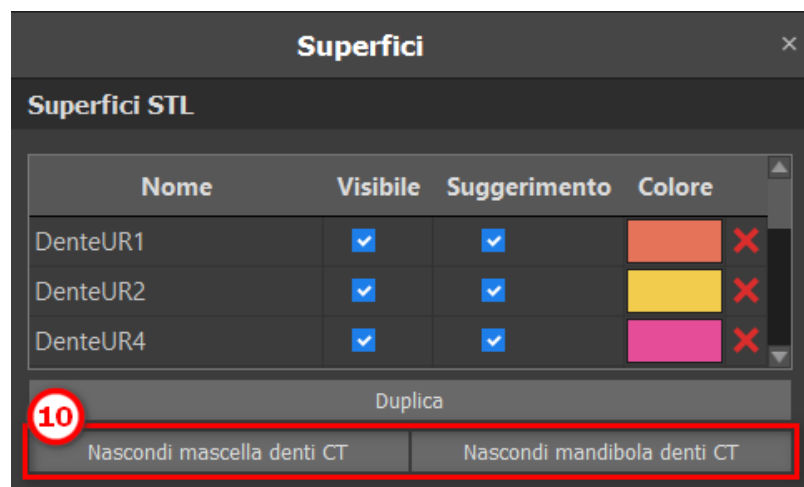 Superfici ×
Superfici STL
Nome Visibile Suggerimento Colore
DenteUR1
DenteUR2
DenteUR4
Duplica
10
Nascondi mascella denti CT Nascondi mandibola denti CT